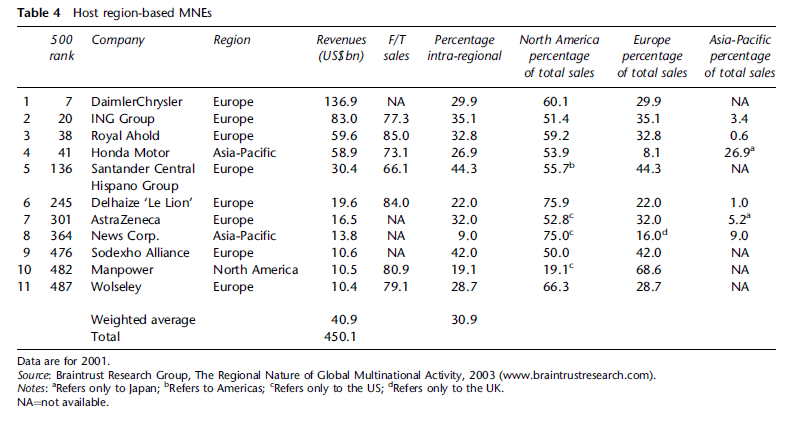 Table 4 Host region-based MNEs
500 rank Company Region Revenues (US$bn) F/T sales Percentage intra-regional North America percentage of total sales Europe percentage of total sales Asia-Pacific percentage of total sales
1 7 DaimlerChrysler Europe 136.9 NA 29.9 60.1 29.9 NA
2 20 ING Group Europe 83.0 77.3 35.1 51.4 35.1 3.4
3 38 Royal Ahold Europe 59.6 85.0 32.8 59.2 32.8 0.6
4 41 Honda Motor Asia-Pacific 58.9 73.1 26.9 53.9 8.1 26.9a
5 136 Santander Central Hispano Group Europe 30.4 66.1 44.3 55.7b 44.3 NA
6 245 Delhaize ‘Le Lion’ Europe 19.6 84.0 22.0 75.9 22.0 1.0
7 301 AstraZeneca Europe 16.5 NA 32.0 52.8c 32.0 5.2a
8 364 News Corp. Asia-Pacific 13.8 NA 9.0 75.0c 16.0d 9.0
9 476 Sodexho Alliance Europe 10.6 NA 42.0 50.0 42.0 NA
10 482 Manpower North America 10.5 80.9 19.1 19.1c 68.6 NA
11 487 Wolseley Europe 10.4 79.1 28.7 66.3 28.7 NA
Weighted average 40.9 30.9
Total 450.1
Data are for 2001.
Source: Braintrust Research Group, The Regional Nature of Global Multinational Activity, 2003 (www.braintrustresearch.com).
Notes: aRefers only to Japan; bRefers to Americas; cRefers only to the US; dRefers only to the UK.
NA=not available.